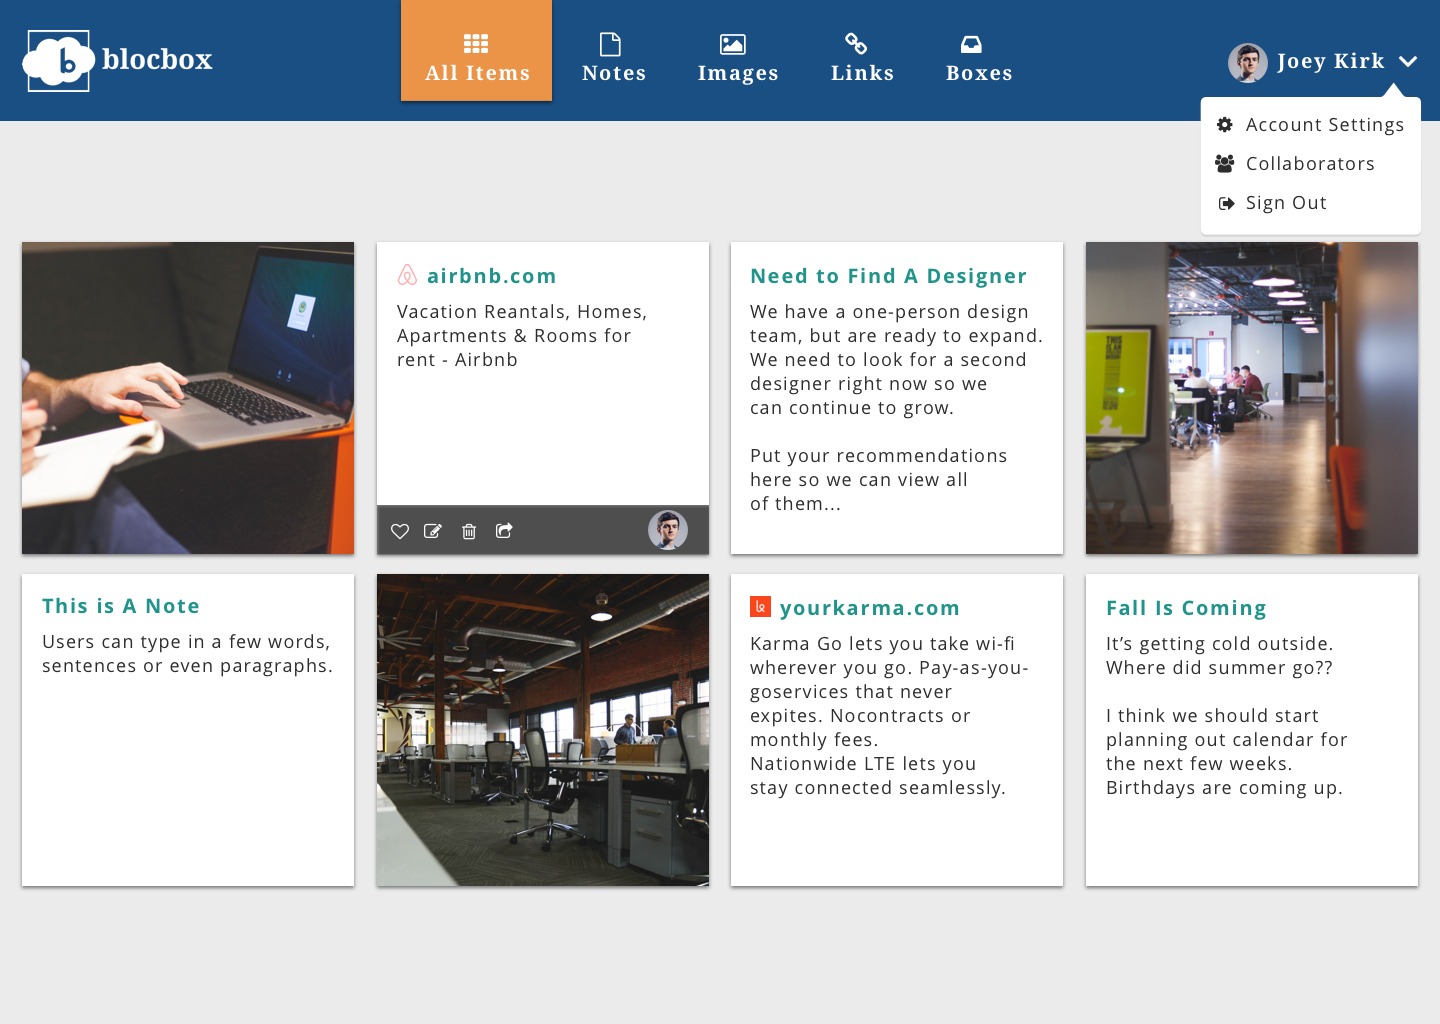 blocbox
All Items
Notes
Images
Links
Boxes
Joey Kirk
Account Settings
Collaborators
Sign Out
airbnb.com
Vacation Reantals, Homes,
Apartments & Rooms for
rent - Airbnb
Need to Find A Designer
We have a one-person design
team, but are ready to expand.
We need to look for a second
designer right now so we
can continue to grow.
Put your recommendations
here so we can view all
of them...
THIS
IS AN
This is A Note
Users can type in a few words,
sentences or even paragraphs.
yourkarma.com
Karma Go lets you take wi-fi
wherever you go. Pay-as-you-
goservices that never
expites. Nocontracts or
monthly fees.
Nationwide LTE lets you
stay connected seamlessly.
Fall Is Coming
It’s getting cold outside.
Where did summer go??
I think we should start
planning out calendar for
the next few weeks.
Birthdays are coming up.